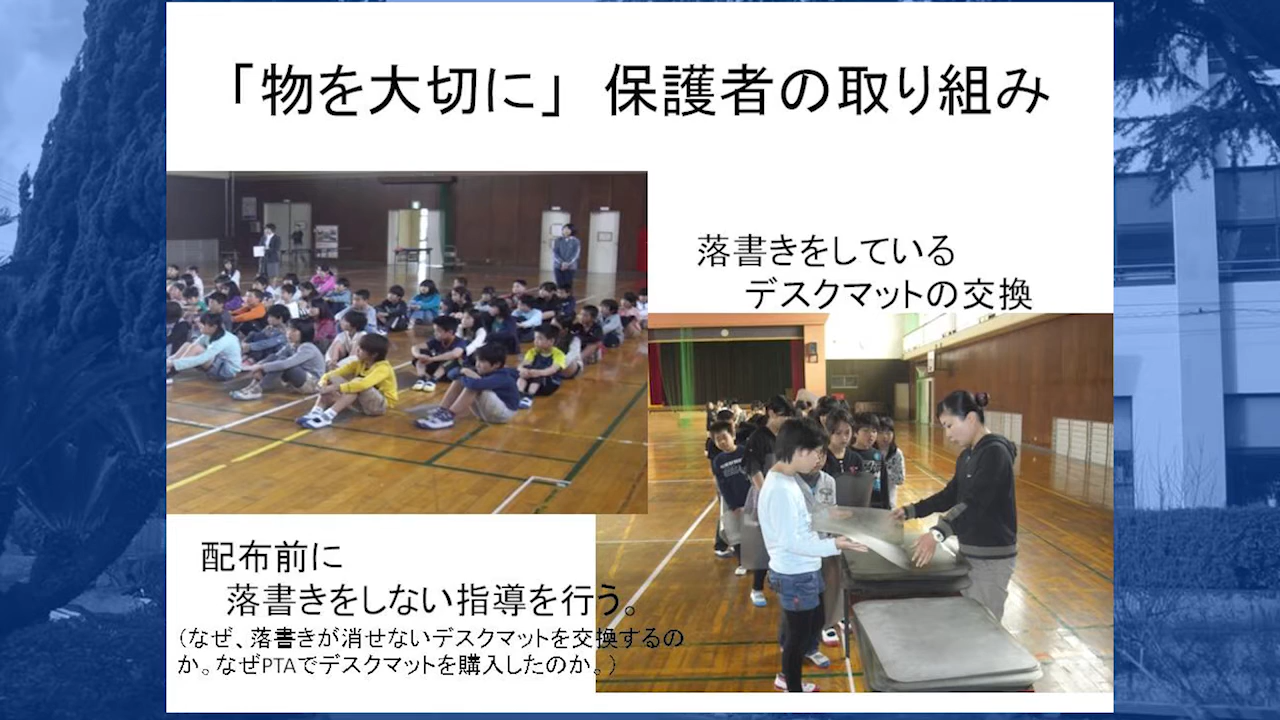 「物を大切に」 保護者の取り組み
落書きをしている
デスクマットの交換
配布前に
落書きをしない指導を行う。
(なぜ、落書きが消せないデスクマットを交換するの
か。なぜPTAでデスクマットを購入したのか。)